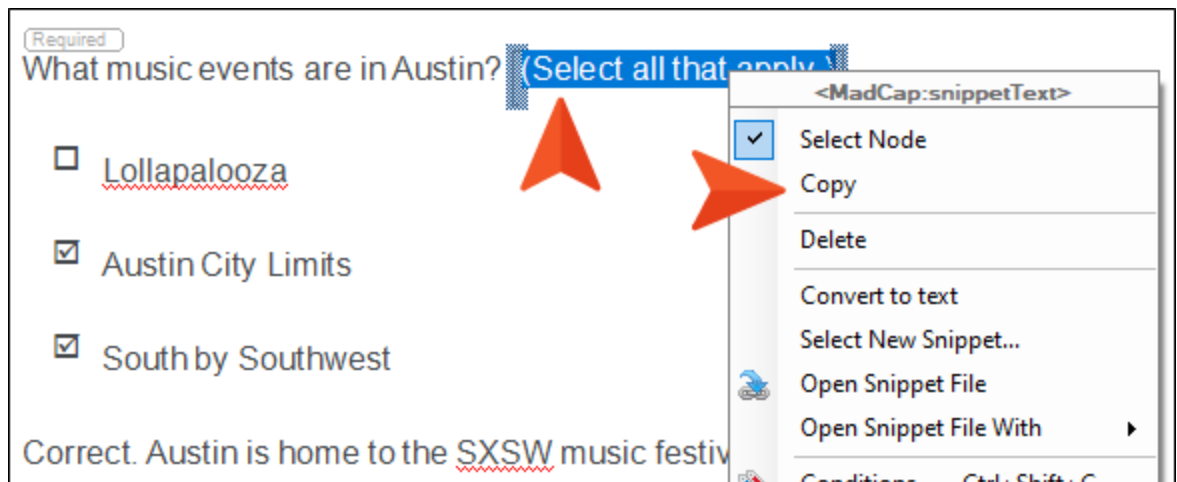 Required
What music events are in Austin? (Select all that apply.)
<MadCap:snippetText>
Select Node
Lollapalooza
Copy
Delete
Austin City Limits
Convert to text
Select New Snippet...
South by Southwest
Open Snippet File
Open Snippet File With
Correct. Austin is home to the SXSW music
Conditions... Ctrl+Shift+C